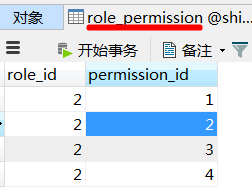 对象 role_permission @shi...
开始事务 备注
role_id permission_id
2 1
2 2
2 3
2 4